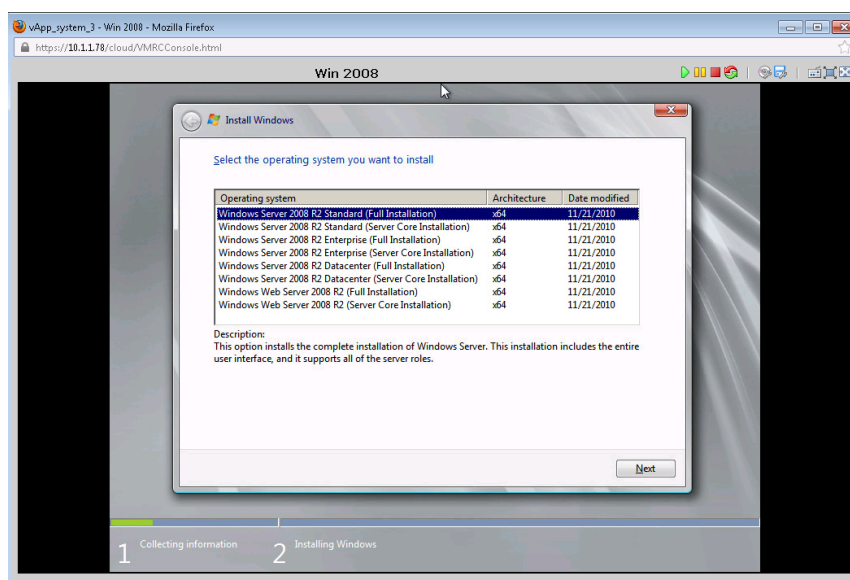 vApp_system_3 - Win 2008 - Mozilla Firefox
https://10.1.1.78/cloud/VMRCConsole.html
Win 2008
Install Windows
Select the operating system you want to install
Operating system Architecture Date modified
Windows Server 2008 R2 Standard (Full Installation) x64 11/21/2010
Windows Server 2008 R2 Standard (Server Core Installation) x64 11/21/2010
Windows Server 2008 R2 Enterprise (Full Installation) x64 11/21/2010
Windows Server 2008 R2 Enterprise (Server Core Installation) x64 11/21/2010
Windows Server 2008 R2 Datacenter (Full Installation) x64 11/21/2010
Windows Server 2008 R2 Datacenter (Server Core Installation) x64 11/21/2010
Windows Web Server 2008 R2 (Full Installation) x64 11/21/2010
Windows Web Server 2008 R2 (Server Core Installation) x64 11/21/2010
Description:
This option installs the complete installation of Windows Server. This installation includes the entire
user interface, and it supports all of the server roles.
Next
1 Collecting information 2 Installing Windows